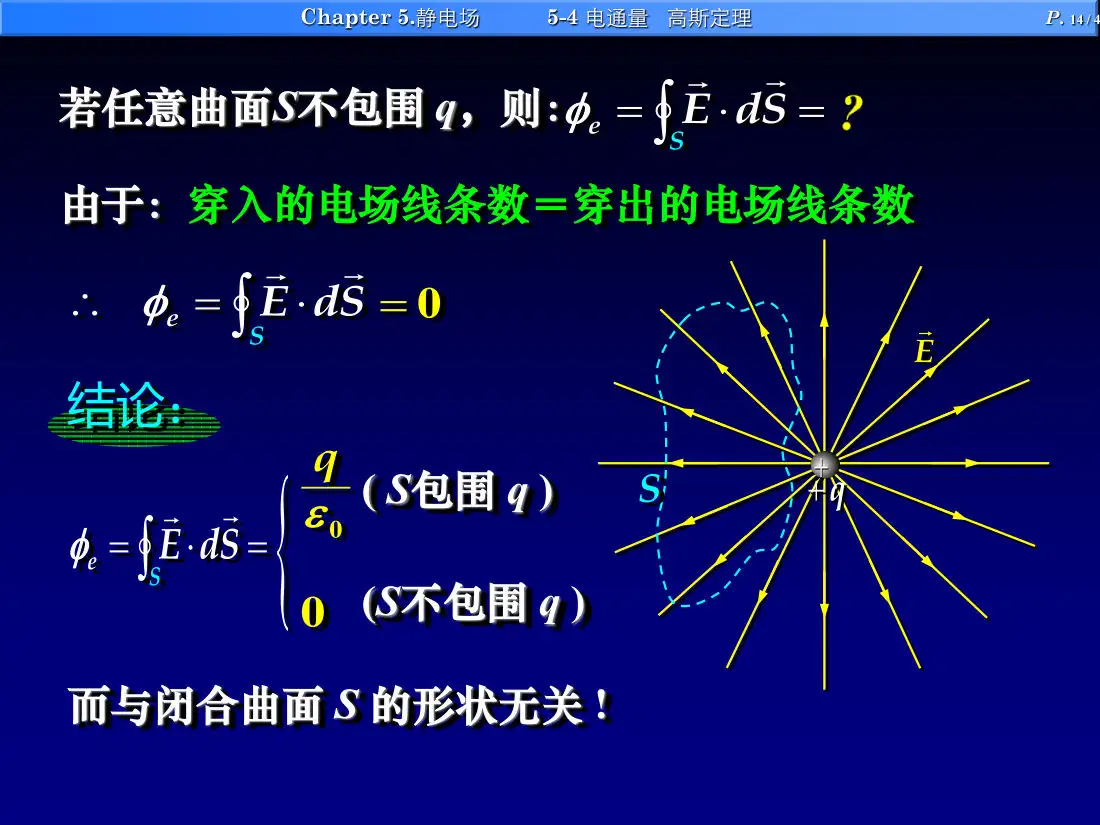 Chapter 5.静电场 5-4 电通量 高斯定理 P. 14/4
若任意曲面S不包围 q，则:ϕe = ∮S E⃗ · dS⃗ = ?
由于：穿入的电场线条数＝穿出的电场线条数
∴ ϕe = ∮S E⃗ · dS⃗ = 0
E⃗
结论：
q/ε0 ( S包围 q )
S
+
+q
ϕe = ∮S E⃗ · dS⃗ = {
0 (S不包围 q )
而与闭合曲面 S 的形状无关！